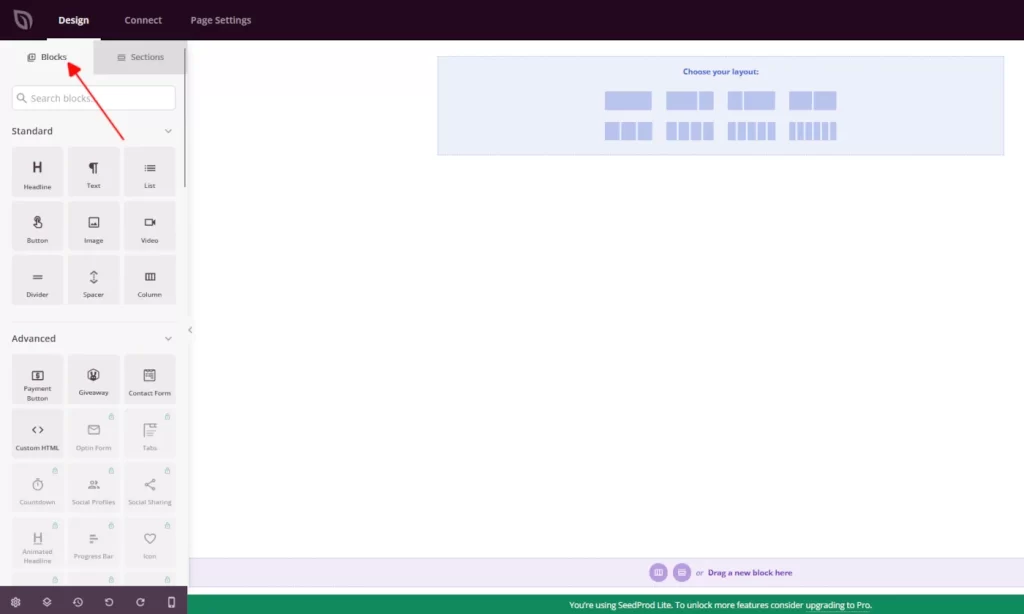 Design Connect Page Settings
Blocks Sections
Search blocks..
Choose your layout:
Standard
Headline Text List
Button Image Video
Divider Spacer Column
Advanced
Payment
Button
Giveaway Contact Form
Custom HTML Optin Form Tabs
Countdown Social Profiles Social Sharing
Animated
Headline
Progress Bar Icon
or Drag a new block here
You're using SeedProd Lite. To unlock more features consider upgrading to Pro.